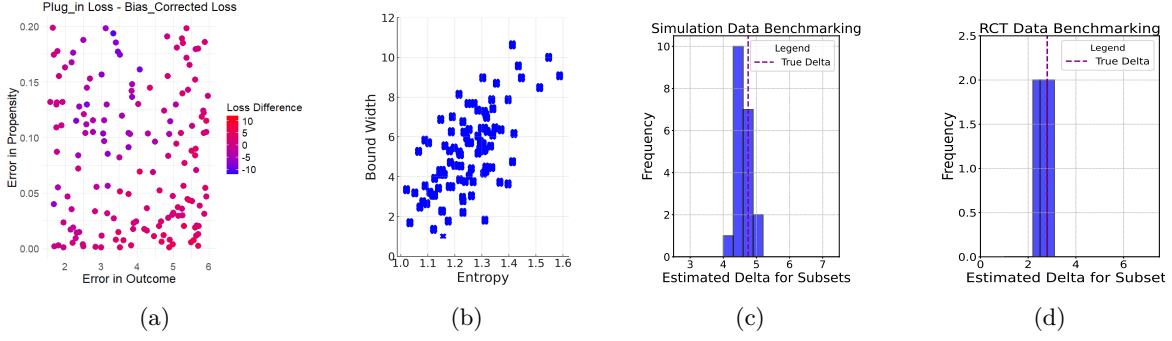 Plug_in Loss - Bias_Corrected Loss
0.20
0.15
0.10
0.05
0.00
Error in Propensity
2 3 4 5 6
Error in Outcome
Loss Difference
10
5
0
-5
-10
(a)
12
10
8
6
4
2
0
Bound Width
1.0 1.1 1.2 1.3 1.4 1.5 1.6
Entropy
(b)
Simulation Data Benchmarking
Legend
True Delta
10
8
6
4
2
0
Frequency
3 4 5 6 7
Estimated Delta for Subsets
(c)
RCT Data Benchmarking
Legend
True Delta
2.5
2.0
1.5
1.0
0.5
0.0
Frequency
0 2 4 6
Estimated Delta for Subset
(d)